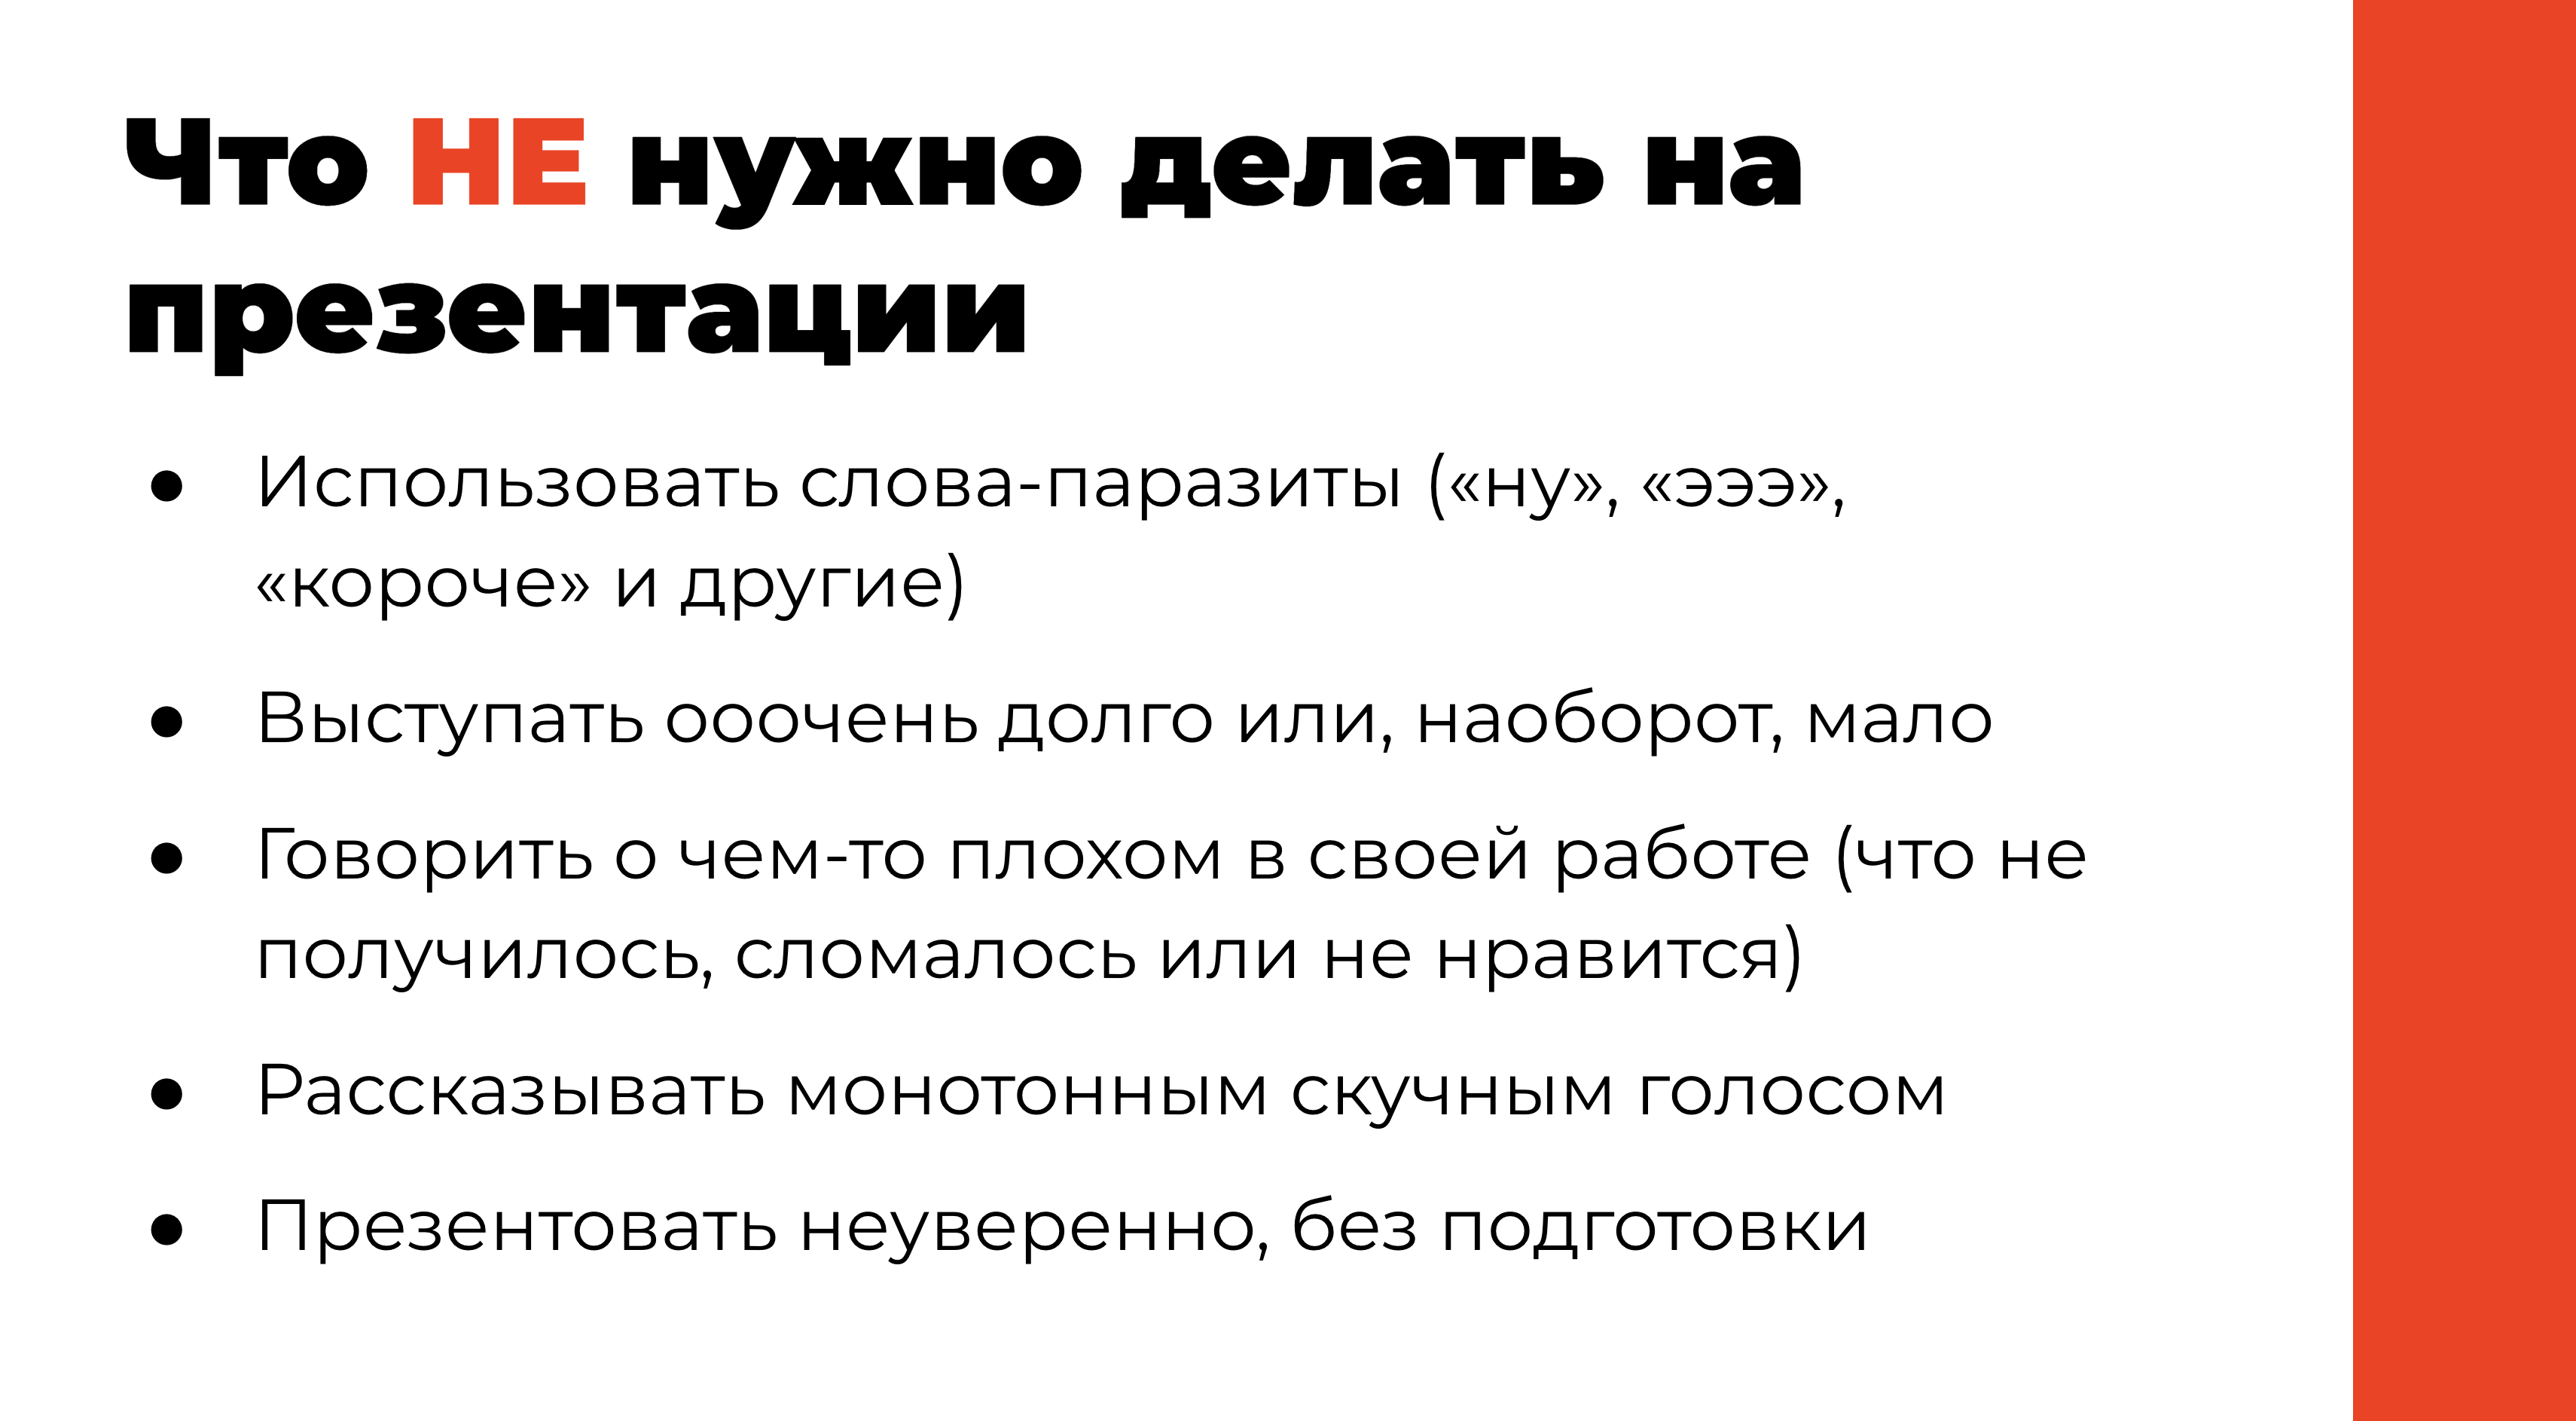 Что НЕ нужно делать на
презентации
● Использовать слова-паразиты («ну», «эээ»,
«короче» и другие)
● Выступать ооочень долго или, наоборот, мало
● Говорить о чем-то плохом в своей работе (что не
получилось, сломалось или не нравится)
● Рассказывать монотонным скучным голосом
● Презентовать неуверенно, без подготовки